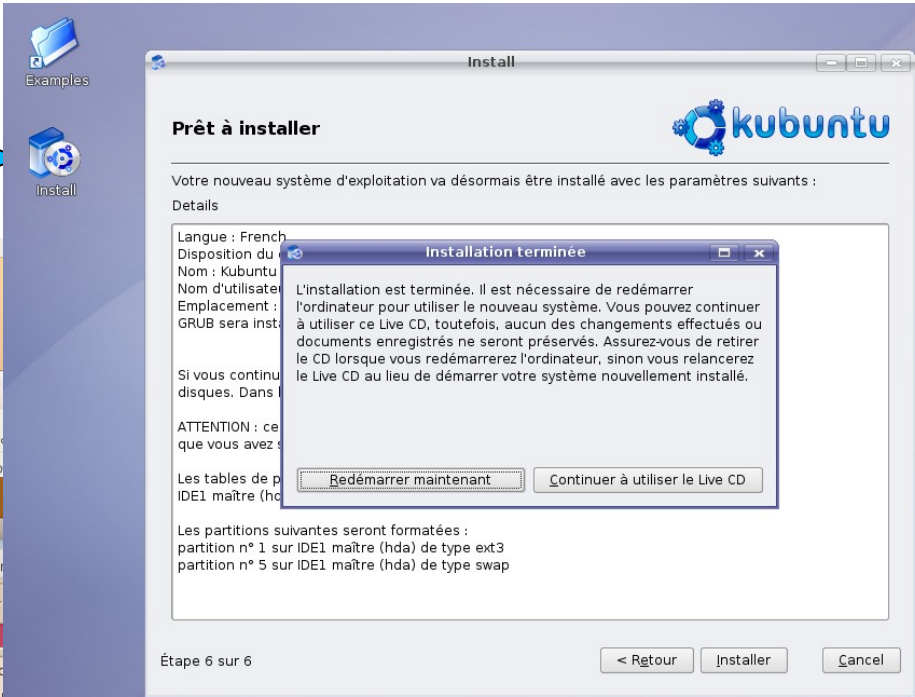 Examples
Install
Install
Prêt à installer
kubuntu
Votre nouveau système d'exploitation va désormais être installé avec les paramètres suivants :
Details
Langue : French
Disposition du
Nom : Kubuntu
Nom d'utilisate
Emplacement :
GRUB sera inst
Si vous continu
disques. Dans
ATTENTION : ce
que vous avez
Les tables de p
IDE1 maître (hd
Les partitions suivantes seront formatées :
partition n° 1 sur IDE1 maître (hda) de type ext3
partition n° 5 sur IDE1 maître (hda) de type swap
Installation terminée
L'installation est terminée. Il est nécessaire de redémarrer
l'ordinateur pour utiliser le nouveau système. Vous pouvez continuer
à utiliser ce Live CD, toutefois, aucun des changements effectués ou
documents enregistrés ne seront préservés. Assurez-vous de retirer
le CD lorsque vous redémarrerez l'ordinateur, sinon vous relancerez
le Live CD au lieu de démarrer votre système nouvellement installé.
Redémarrer maintenant
Continuer à utiliser le Live CD
Étape 6 sur 6
< Retour
Installer
Cancel